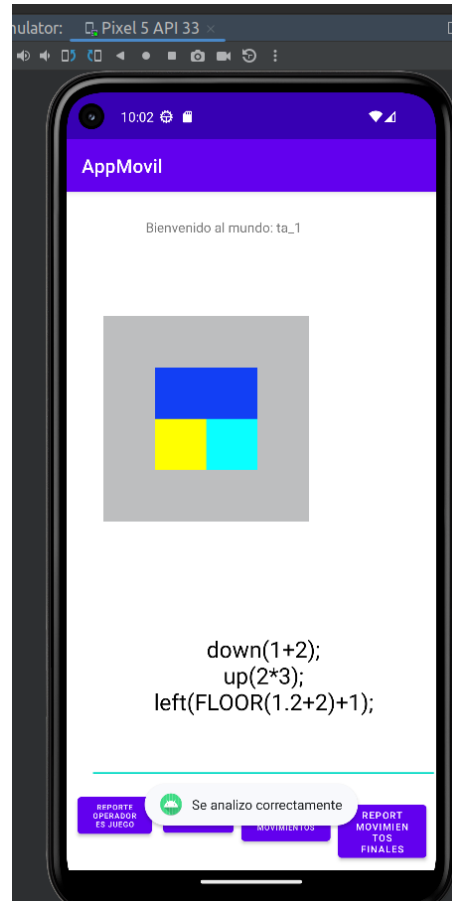 nulator:
Pixel 5 API 33
10:02
AppMovil
Bienvenido al mundo: ta_1
down(1+2);
up(2*3);
left(FLOOR(1.2+2)+1);
REPORTE
OPERADOR
ES JUEGO
Se analizo correctamente
MOVIMIENTOS
REPORT
MOVIMIEN
TOS
FINALES